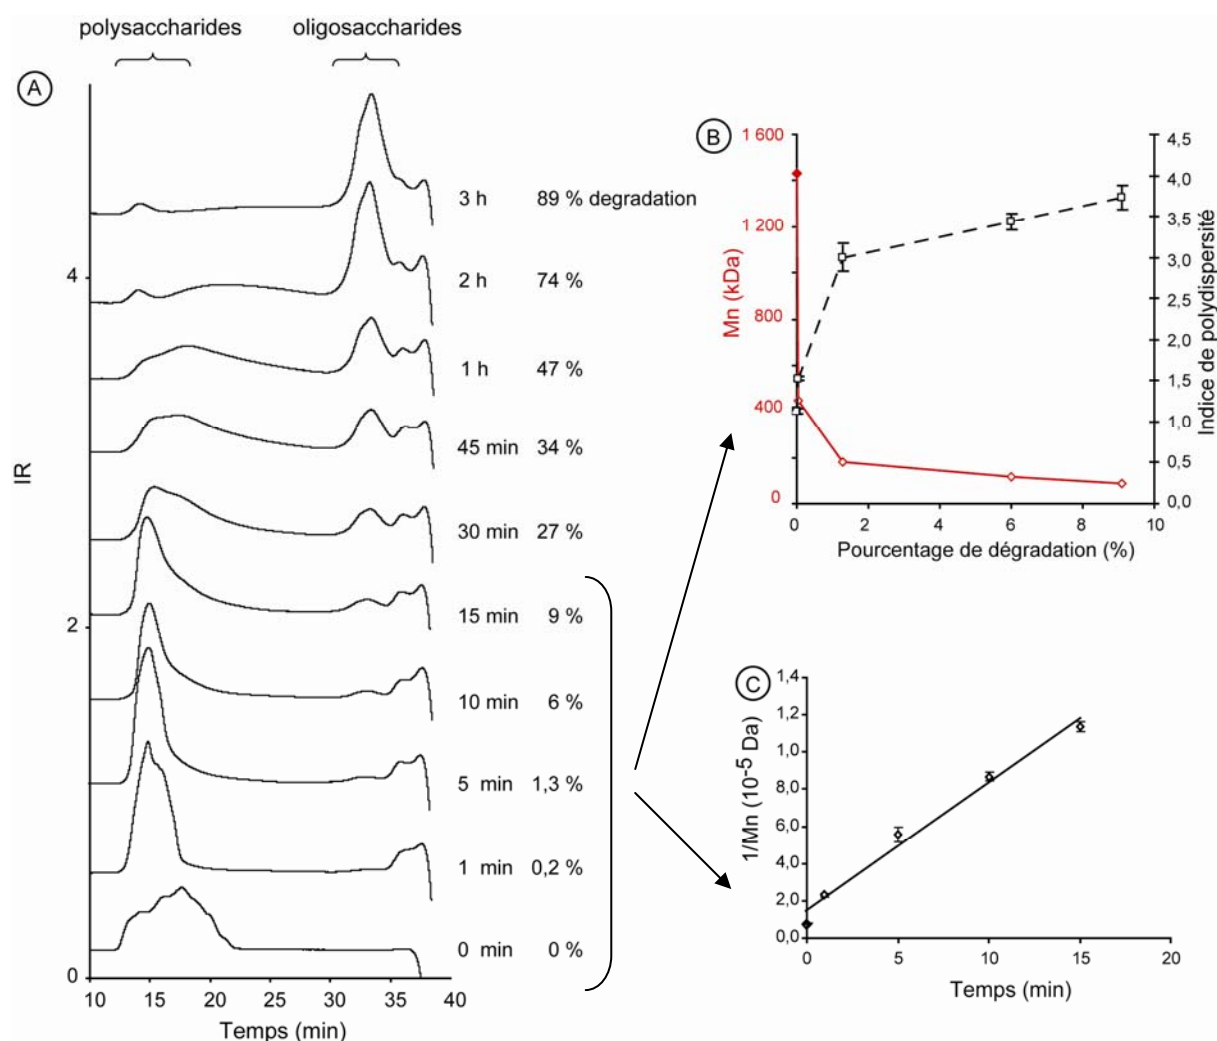 polysaccharides oligosaccharides
A
IR
4
2
0
3 h 89 % degradation
2 h 74 %
1 h 47 %
45 min 34 %
30 min 27 %
15 min 9 %
10 min 6 %
5 min 1,3 %
1 min 0,2 %
0 min 0 %
10 15 20 25 30 35 40
Temps (min)
B
Mn (kDa)
1 600
1 200
800
400
0
4,5
4,0
3,5
3,0
2,5
2,0
1,5
1,0
0,5
0,0
Indice de polydispersité
0 2 4 6 8 10
Pourcentage de dégradation (%)
C
1/Mn (10-5 Da)
1,4
1,2
1,0
8,0
6,0
4,0
2,0
0,0
0 5 10 15 20
Temps (min)